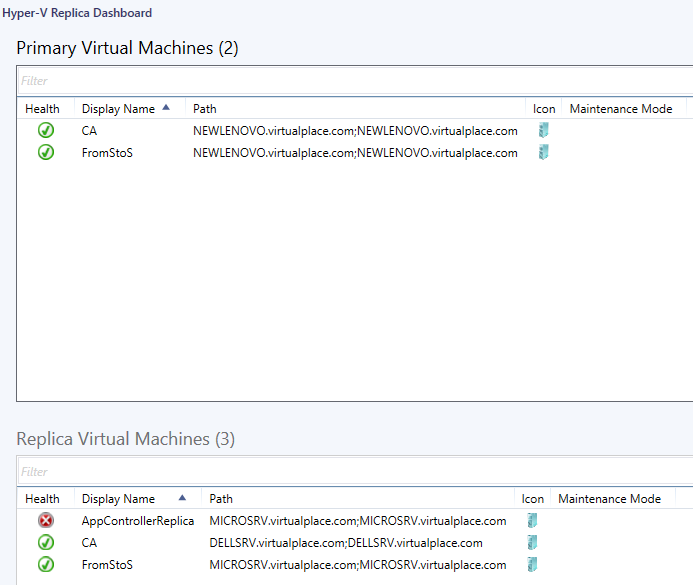 Hyper-V Replica Dashboard
Primary Virtual Machines (2)
Filter
Health Display Name Path Icon Maintenance Mode
CA NEWLENOVO.virtualplace.com;NEWLENOVO.virtualplace.com
FromStoS NEWLENOVO.virtualplace.com;NEWLENOVO.virtualplace.com
Replica Virtual Machines (3)
Filter
Health Display Name Path Icon Maintenance Mode
AppControllerReplica MICROSRV.virtualplace.com;MICROSRV.virtualplace.com
CA DELLSRV.virtualplace.com;DELLSRV.virtualplace.com
FromStoS MICROSRV.virtualplace.com;MICROSRV.virtualplace.com